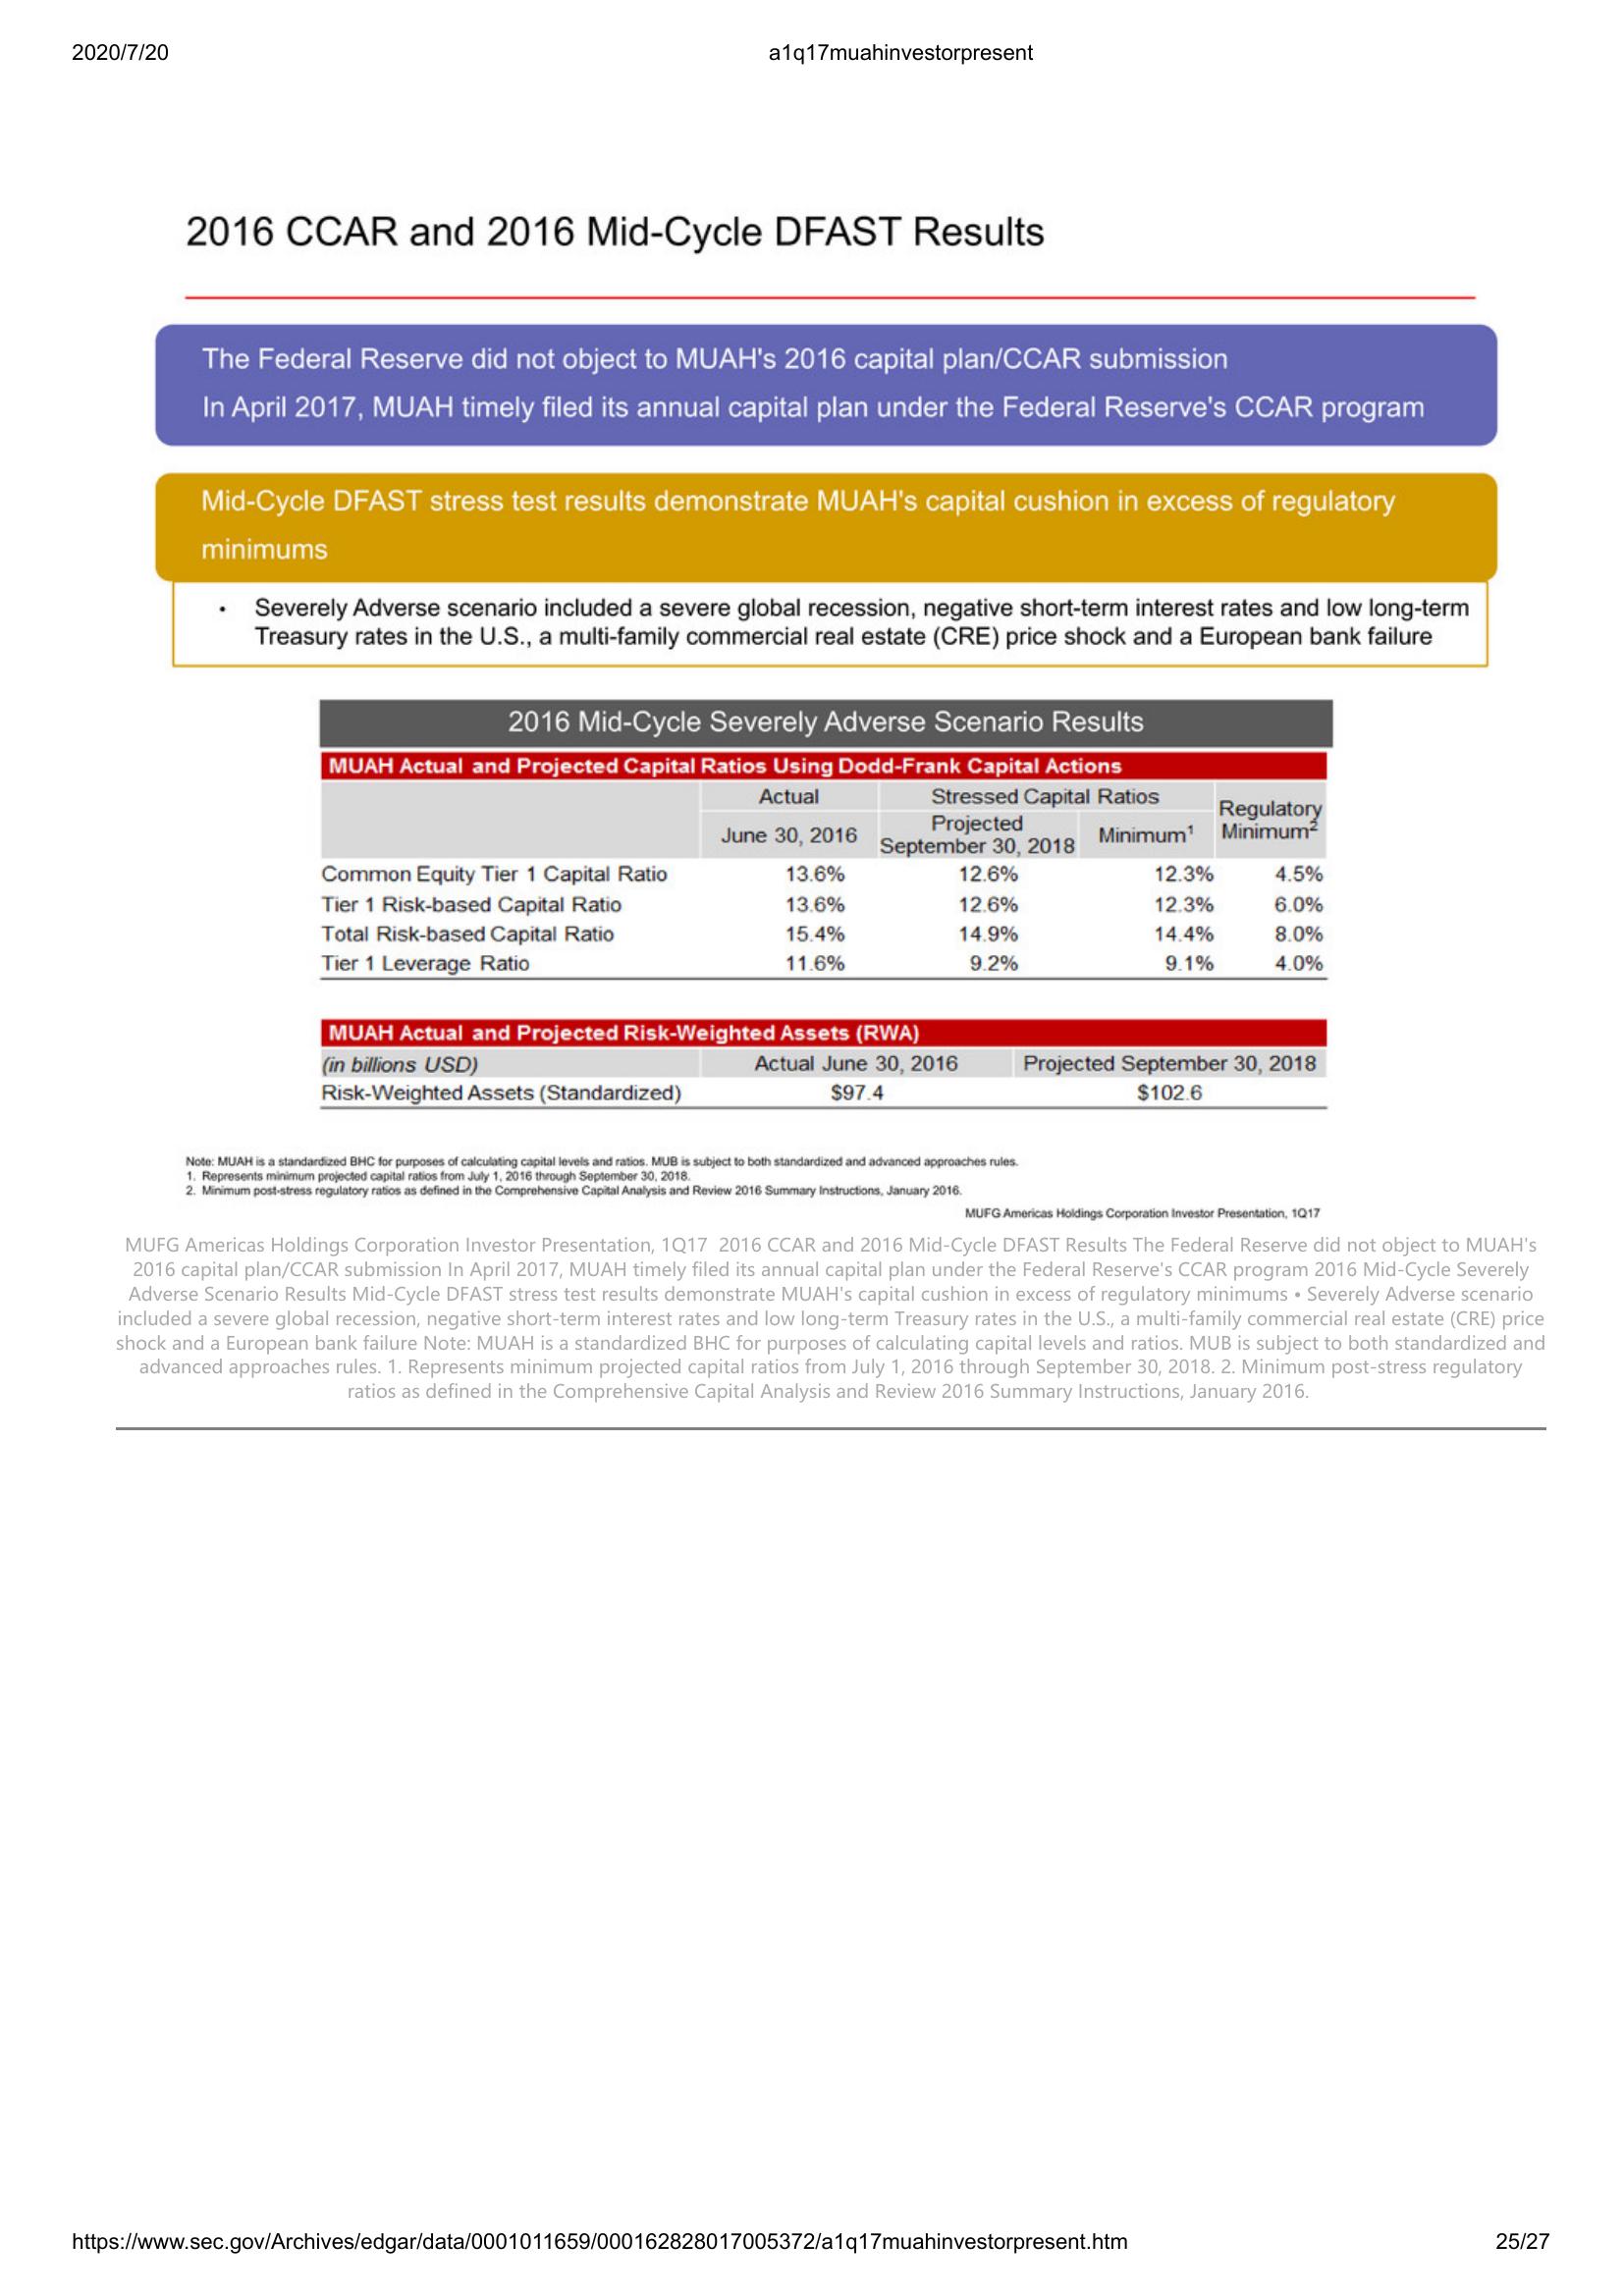 2020/7/20 a1q17muahinvestorpresent
2016 CCAR and 2016 Mid-Cycle DFAST Results
The Federal Reserve did not object to MUAH's 2016 capital plan/CCAR submission
In April 2017, MUAH timely filed its annual capital plan under the Federal Reserve's CCAR program
Mid-Cycle DFAST stress test results demonstrate MUAH's capital cushion in excess of regulatory
minimums
• Severely Adverse scenario included a severe global recession, negative short-term interest rates and low long-term
Treasury rates in the U.S., a multi-family commercial real estate (CRE) price shock and a European bank failure
2016 Mid-Cycle Severely Adverse Scenario Results
MUAH Actual and Projected Capital Ratios Using Dodd-Frank Capital Actions
Actual Stressed Capital Ratios Regulatory Minimum²
June 30, 2016 Projected September 30, 2018 Minimum¹
Common Equity Tier 1 Capital Ratio 13.6% 12.6% 12.3% 4.5%
Tier 1 Risk-based Capital Ratio 13.6% 12.6% 12.3% 6.0%
Total Risk-based Capital Ratio 15.4% 14.9% 14.4% 8.0%
Tier 1 Leverage Ratio 11.6% 9.2% 9.1% 4.0%
MUAH Actual and Projected Risk-Weighted Assets (RWA)
(in billions USD) Actual June 30, 2016 Projected September 30, 2018
Risk-Weighted Assets (Standardized) $97.4 $102.6
Note: MUAH is a standardized BHC for purposes of calculating capital levels and ratios. MUB is subject to both standardized and advanced approaches rules.
1. Represents minimum projected capital ratios from July 1, 2016 through September 30, 2018.
2. Minimum post-stress regulatory ratios as defined in the Comprehensive Capital Analysis and Review 2016 Summary Instructions, January 2016.
MUFG Americas Holdings Corporation Investor Presentation, 1Q17
MUFG Americas Holdings Corporation Investor Presentation, 1Q17 2016 CCAR and 2016 Mid-Cycle DFAST Results The Federal Reserve did not object to MUAH's
2016 capital plan/CCAR submission In April 2017, MUAH timely filed its annual capital plan under the Federal Reserve's CCAR program 2016 Mid-Cycle Severely
Adverse Scenario Results Mid-Cycle DFAST stress test results demonstrate MUAH's capital cushion in excess of regulatory minimums • Severely Adverse scenario
included a severe global recession, negative short-term interest rates and low long-term Treasury rates in the U.S., a multi-family commercial real estate (CRE) price
shock and a European bank failure Note: MUAH is a standardized BHC for purposes of calculating capital levels and ratios. MUB is subject to both standardized and
advanced approaches rules. 1. Represents minimum projected capital ratios from July 1, 2016 through September 30, 2018. 2. Minimum post-stress regulatory
ratios as defined in the Comprehensive Capital Analysis and Review 2016 Summary Instructions, January 2016.
https://www.sec.gov/Archives/edgar/data/0001011659/000162828017005372/a1q17muahinvestorpresent.htm 25/27